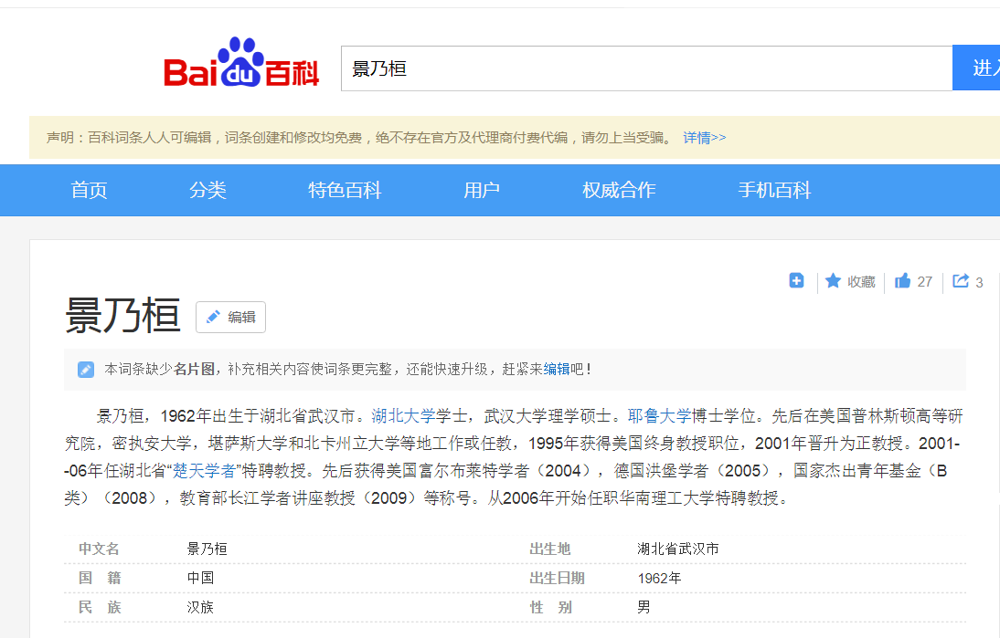 Baidu百科
景乃桓
声明：百科词条人人可编辑，词条创建和修改均免费，绝不存在官方及代理商付费代编，请勿上当受骗。 详情>>
首页 分类 特色百科 用户 权威合作 手机百科
收藏 27 3
景乃桓 编辑
本词条缺少名片图，补充相关内容使词条更完整，还能快速升级，赶紧来编辑吧！
景乃桓，1962年出生于湖北省武汉市。湖北大学学士，武汉大学理学硕士。耶鲁大学博士学位。先后在美国普林斯顿高等研
究院，密执安大学，堪萨斯大学和北卡州立大学等地工作或任教，1995年获得美国终身教授职位，2001年晋升为正教授。2001-
-06年任湖北省“楚天学者”特聘教授。先后获得美国富尔布莱特学者（2004），德国洪堡学者（2005），国家杰出青年基金（B
类）（2008），教育部长江学者讲座教授（2009）等称号。从2006年开始任职华南理工大学特聘教授。
中文名 景乃桓 出生地 湖北省武汉市
国 籍 中国 出生日期 1962年
民 族 汉族 性 别 男